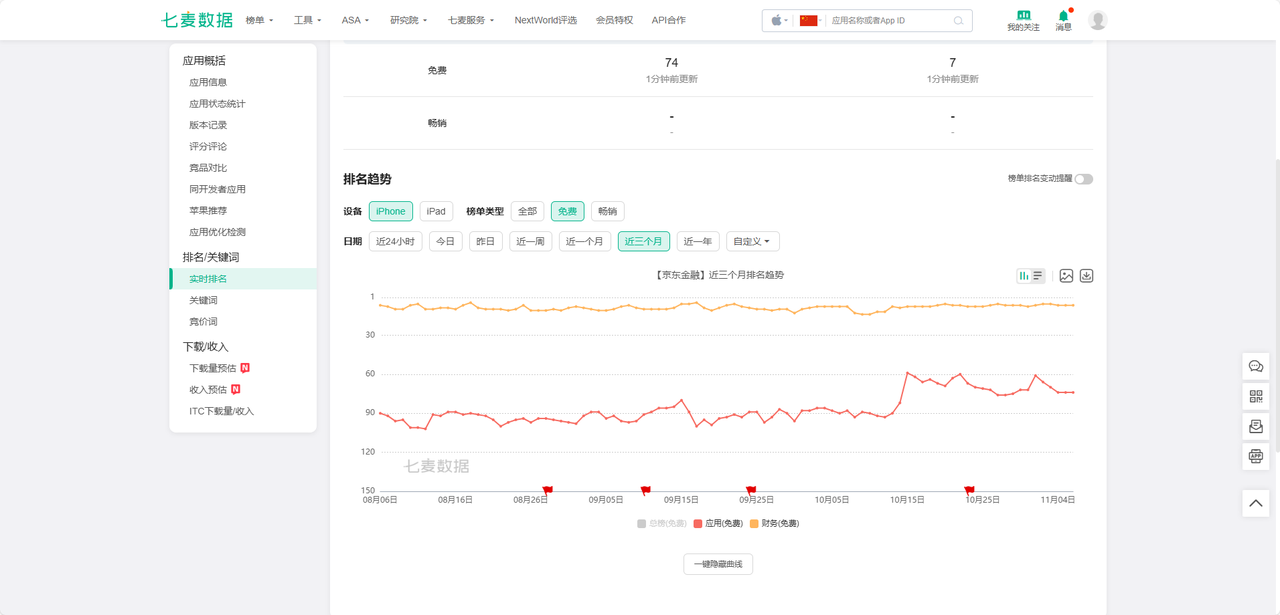 七麦数据 榜单 工具 ASA 研究院 七麦服务 NextWorld评选 会员特权 API合作 应用名称或者App ID 我的关注 消息
应用概括
应用信息
应用状态统计
版本记录
评分评论
竞品对比
同开发者应用
苹果推荐
应用优化检测
排名/关键词
实时排名
关键词
竞价词
下载/收入
下载量预估 N
收入预估 N
ITC下载量/收入
免费 74 7
1分钟前更新 1分钟前更新
畅销 - -
- -
排名趋势 榜单排名变动提醒
设备 iPhone iPad 榜单类型 全部 免费 畅销
日期 近24小时 今日 昨日 近一周 近一个月 近三个月 近一年 自定义
【京东金融】近三个月排名趋势
1
30
60
90
120
七麦数据
150
08月06日 08月16日 08月26日 09月05日 09月15日 09月25日 10月05日 10月15日 10月25日 11月04日
总榜(免费) 应用(免费) 财务(免费)
一键隐藏曲线
APP